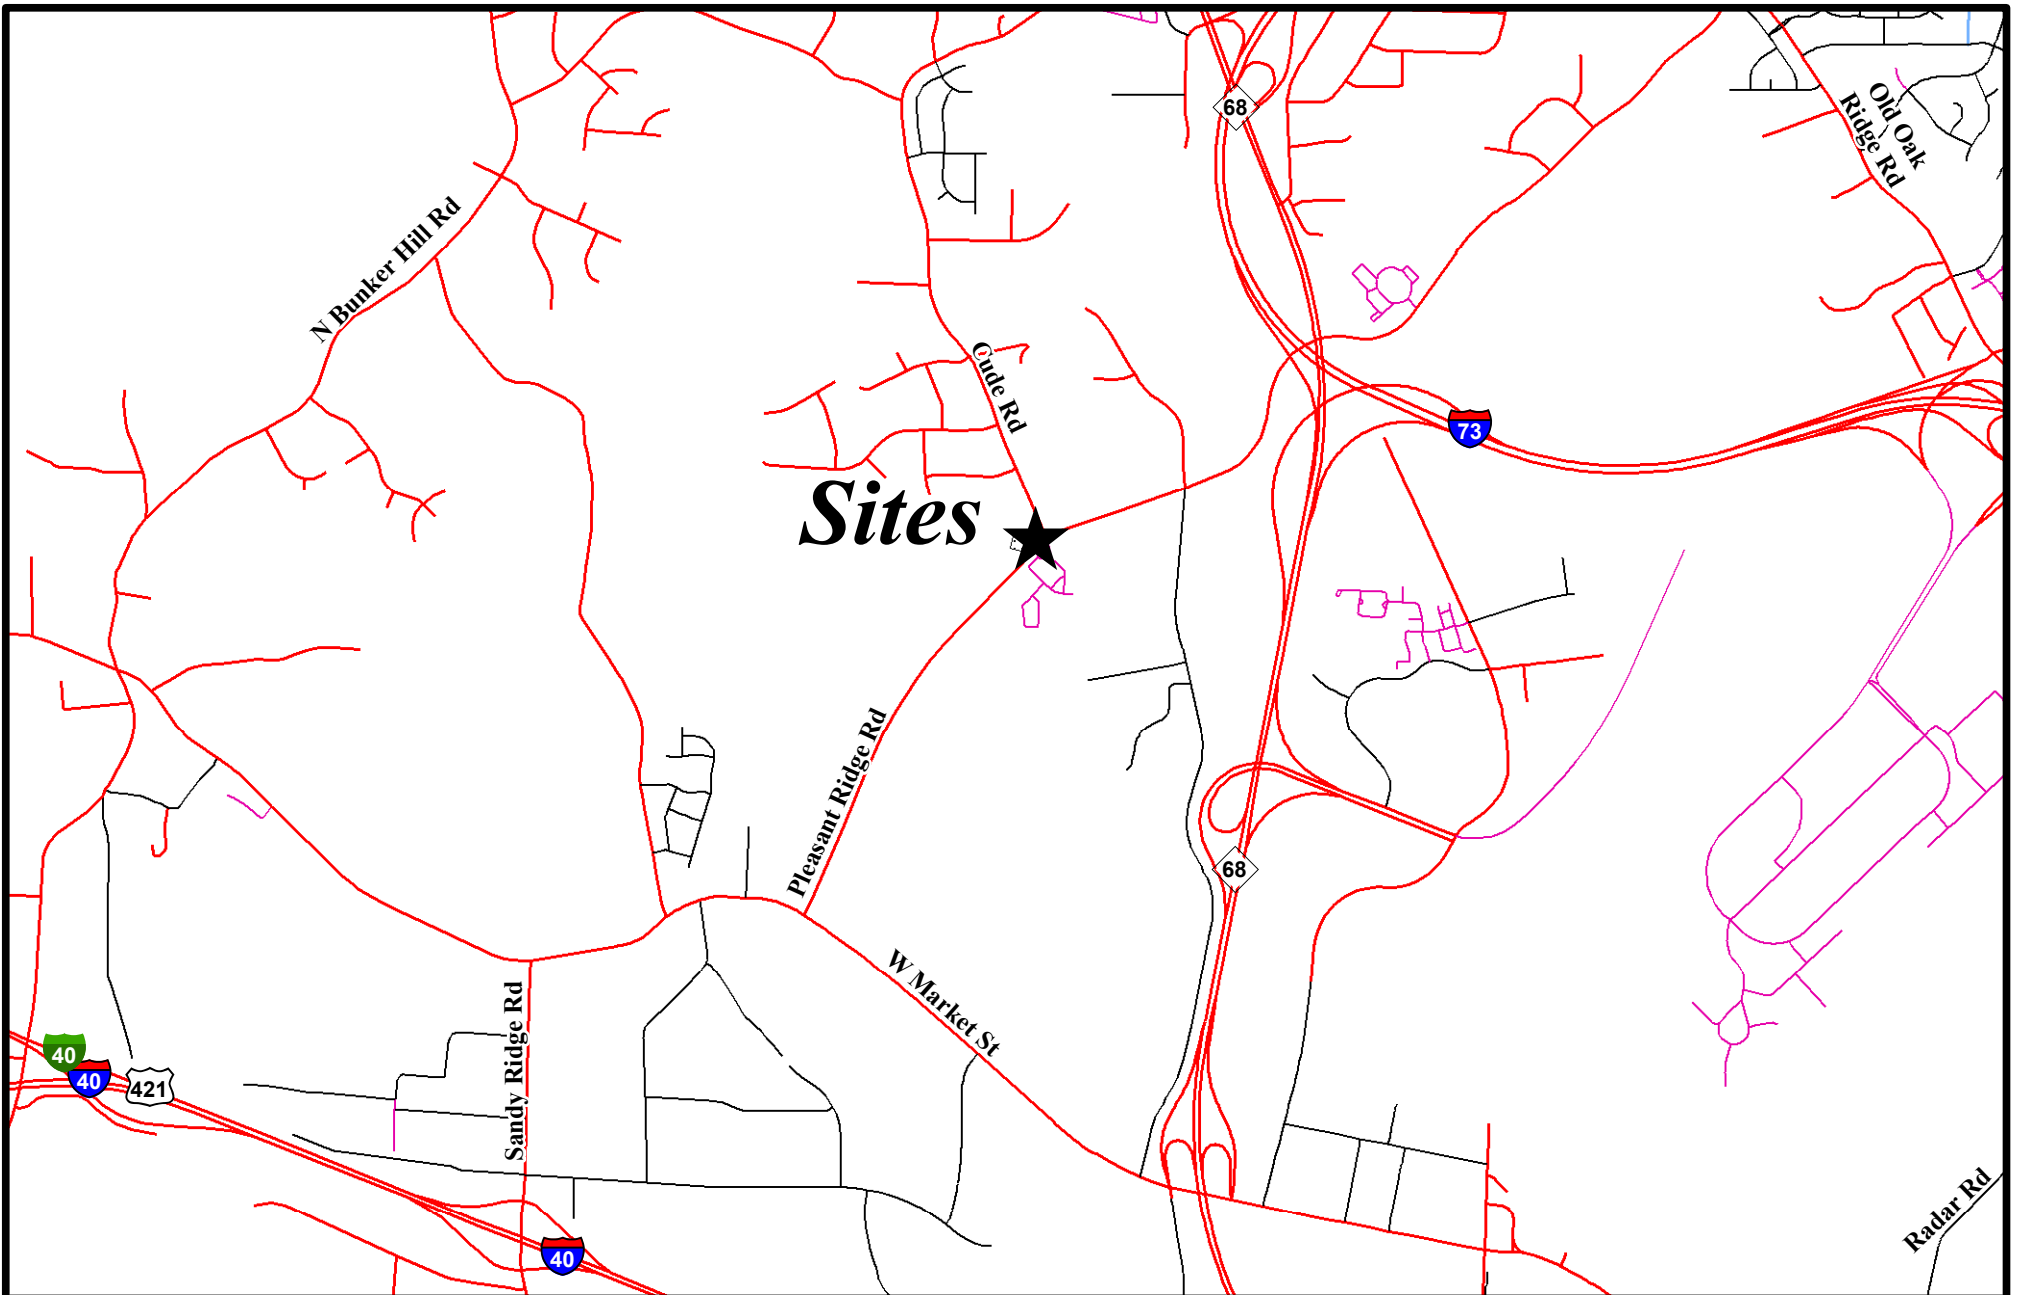 68
Old Oak
Ridge Rd
N Bunker Hill Rd
Cude Rd
73
Sites
Pleasant Ridge Rd
68
W Market St
Sandy Ridge Rd
40
40
421
Radar Rd
40